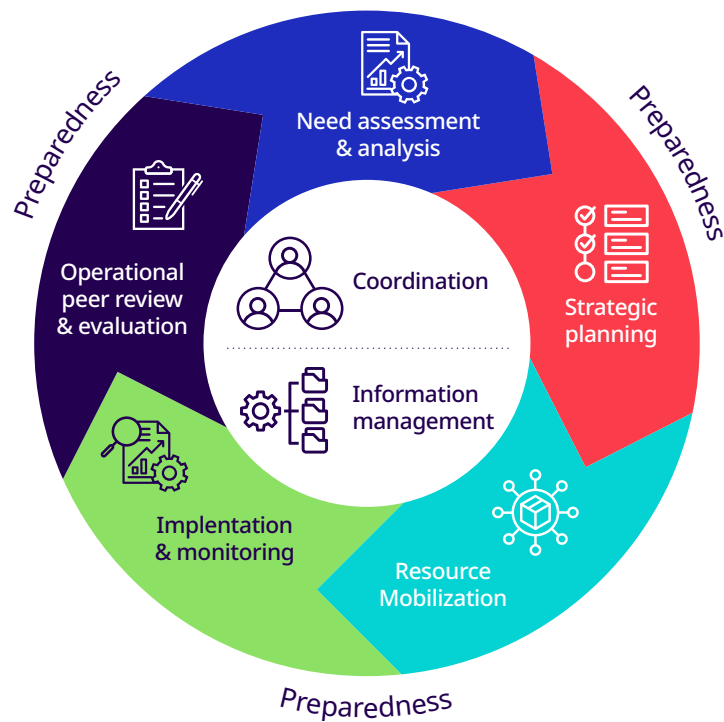 Preparedness
Preparedness
Need assessment
& analysis
Strategic
planning
Resource
Mobilization
Implentation
& monitoring
Operational
peer review
& evaluation
Coordination
Information
management
Preparedness